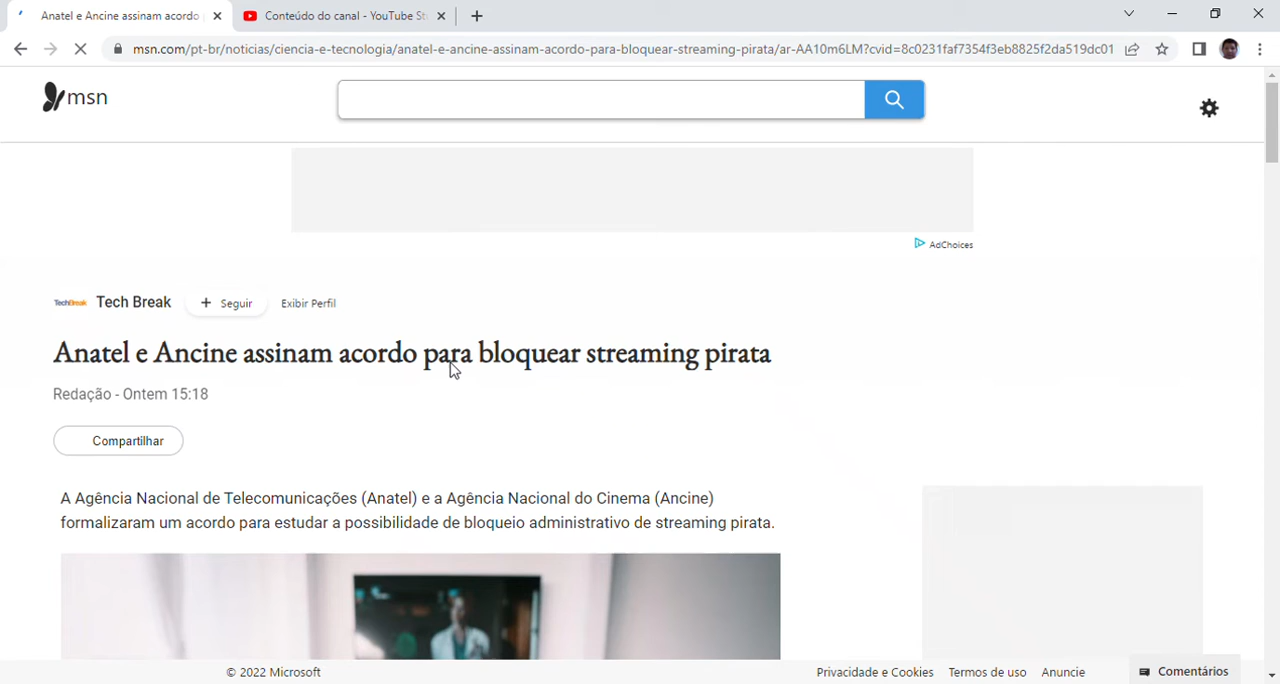 Anatel e Ancine assinam acordo
Conteúdo do canal - YouTube St
msn.com/pt-br/noticias/ciencia-e-tecnologia/anatel-e-ancine-assinam-acordo-para-bloquear-streaming-pirata/ar-AA10m6LM?cvid=8c0231faf7354f3eb8825f2da519dc01
msn
AdChoices
TechBreak Tech Break + Seguir Exibir Perfil
Anatel e Ancine assinam acordo para bloquear streaming pirata
Redação - Ontem 15:18
Compartilhar
A Agência Nacional de Telecomunicações (Anatel) e a Agência Nacional do Cinema (Ancine)
formalizaram um acordo para estudar a possibilidade de bloqueio administrativo de streaming pirata.
© 2022 Microsoft
Privacidade e Cookies Termos de uso Anuncie Comentários